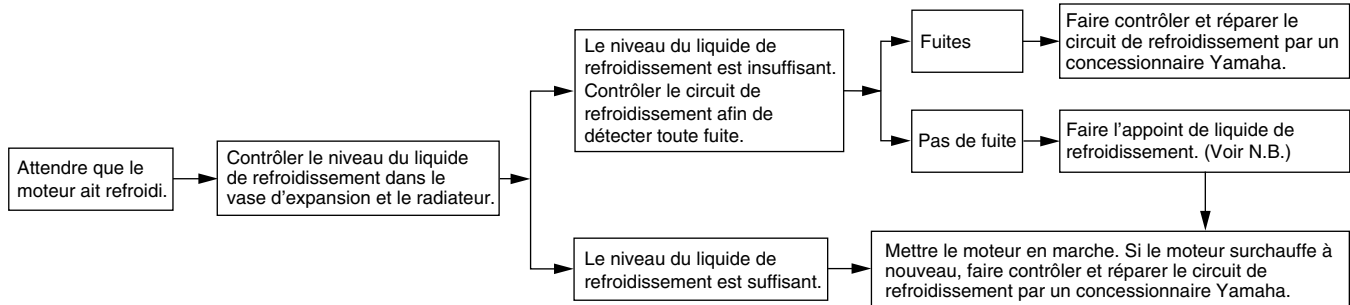 Attendre que le
moteur ait refroidi.
Contrôler le niveau du liquide
de refroidissement dans le
vase d’expansion et le radiateur.
Le niveau du liquide de
refroidissement est insuffisant.
Contrôler le circuit de
refroidissement afin de
détecter toute fuite.
Fuites
Faire contrôler et réparer le
circuit de refroidissement par un
concessionnaire Yamaha.
Pas de fuite
Faire l’appoint de liquide de
refroidissement. (Voir N.B.)
Le niveau du liquide de
refroidissement est suffisant.
Mettre le moteur en marche. Si le moteur surchauffe à
nouveau, faire contrôler et réparer le circuit de
refroidissement par un concessionnaire Yamaha.